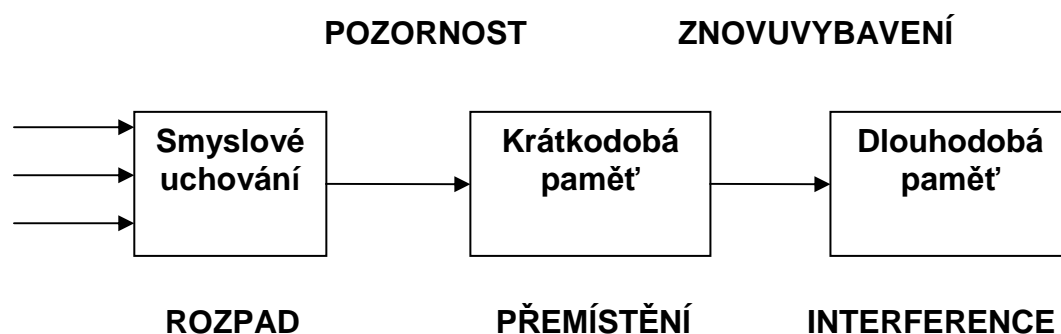 POZORNOST ZNOVUVYBAVENÍ
Smyslové
uchování
Krátkodobá
paměť
Dlouhodobá
paměť
ROZPAD PŘEMÍSTĚNÍ INTERFERENCE